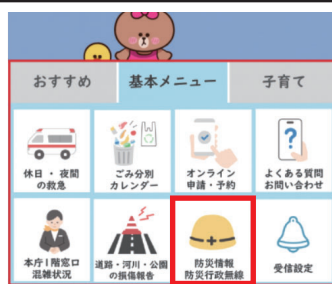 おすすめ
基本メニュー
子育て
休日・夜間
の救急
ごみ分別
カレンダー
オンライン
申請・予約
よくある質問
お問い合わせ
本庁1階窓口
混雑状況
道路・河川・公園
の損傷報告
防災情報
防災行政無線
受信設定